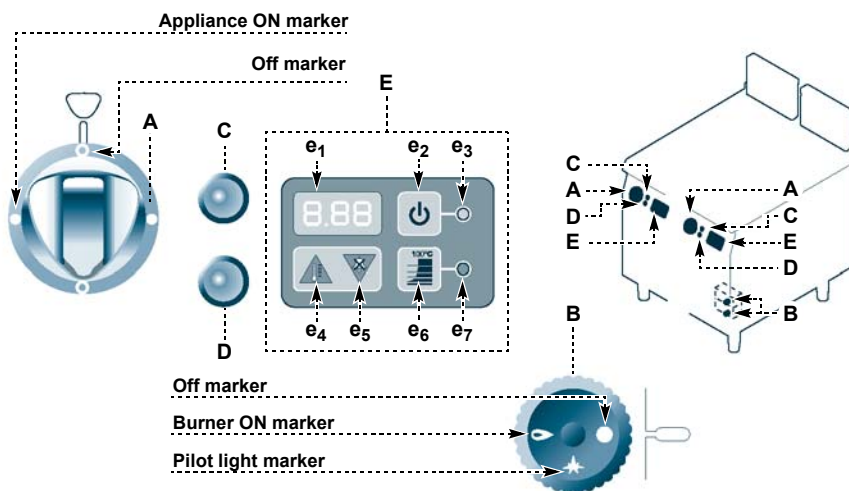 Appliance ON marker
Off marker
E
A
C
e1 e2 e3
8.88
100°C
e4 e5 e6 e7
D
B
Off marker
Burner ON marker
Pilot light marker
C
A
A
D
C
E
E
D
B